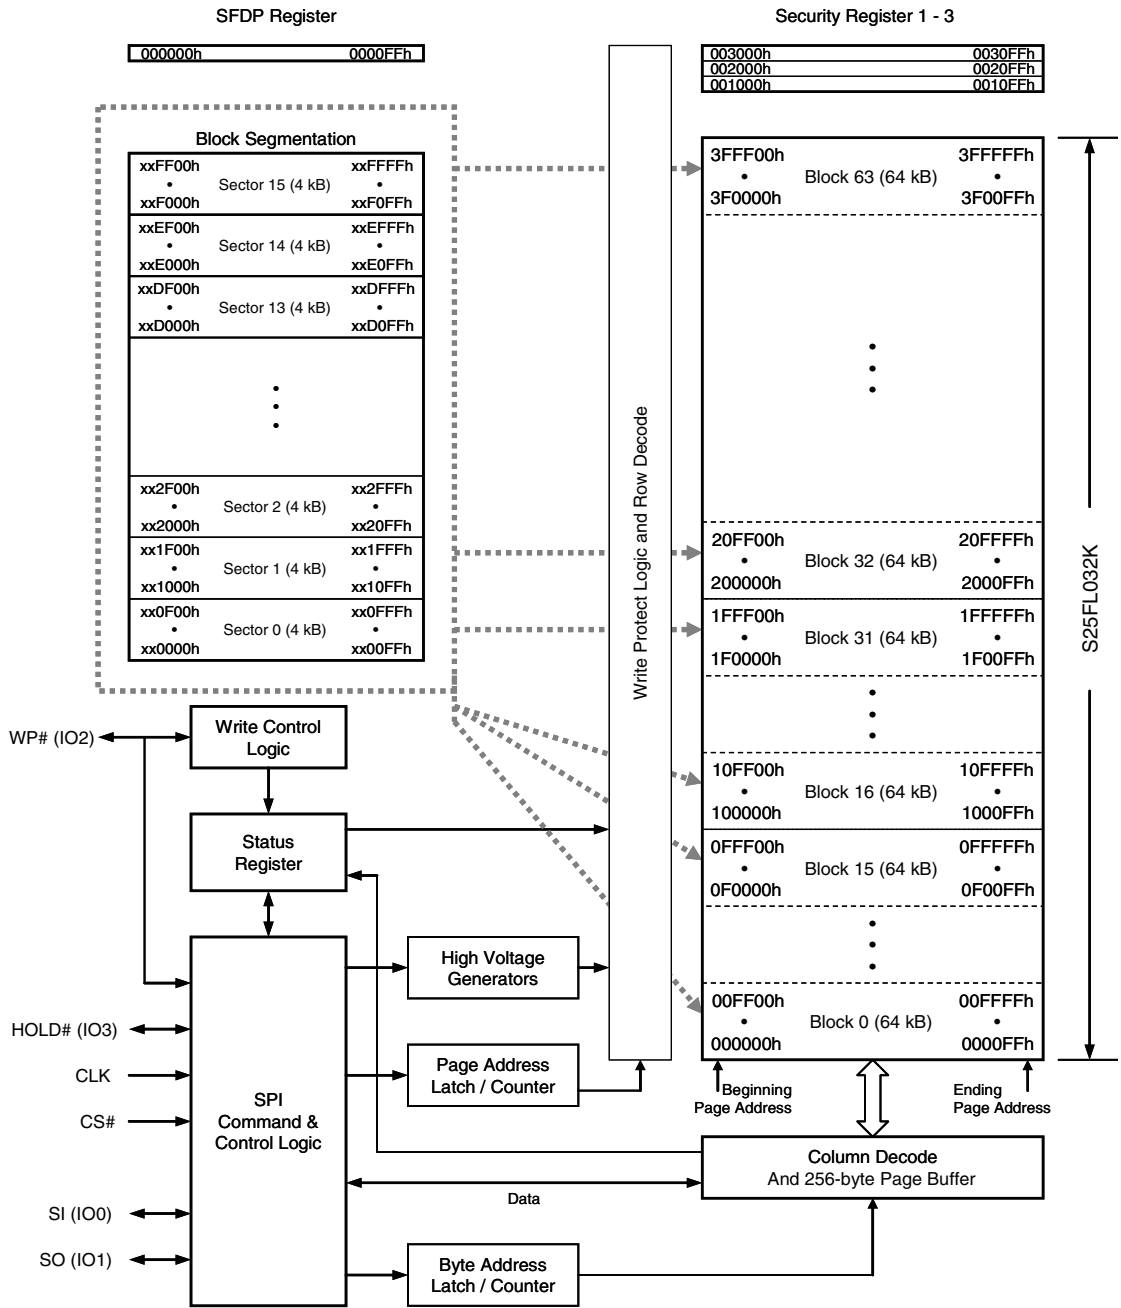 SFDP Register
000000h 0000FFh
Block Segmentation
xxFF00h xxFFFFh
Sector 15 (4 kB)
xxF000h xxF0FFh
xxEF00h xxEFFFh
Sector 14 (4 kB)
xxE000h xxE0FFh
xxDF00h xxDFFFh
Sector 13 (4 kB)
xxD000h xxD0FFh
xx2F00h xx2FFFh
Sector 2 (4 kB)
xx2000h xx20FFh
xx1F00h xx1FFFh
Sector 1 (4 kB)
xx1000h xx10FFh
xx0F00h xx0FFFh
Sector 0 (4 kB)
xx0000h xx00FFh
Write Protect Logic and Row Decode
Security Register 1 - 3
003000h 0030FFh
002000h 0020FFh
001000h 0010FFh
3FFF00h 3FFFFFh
Block 63 (64 kB)
3F0000h 3F00FFh
20FF00h 20FFFFh
Block 32 (64 kB)
200000h 2000FFh
1FFF00h 1FFFFFh
Block 31 (64 kB)
1F0000h 1F00FFh
10FF00h 10FFFFh
Block 16 (64 kB)
100000h 1000FFh
0FFF00h 0FFFFFh
Block 15 (64 kB)
0F0000h 0F00FFh
00FF00h 00FFFFh
Block 0 (64 kB)
000000h 0000FFh
S25FL032K
Beginning
Page Address
Ending
Page Address
WP# (IO2)
Write Control
Logic
Status
Register
High Voltage
Generators
HOLD# (IO3)
CLK
CS#
SPI
Command &
Control Logic
Page Address
Latch / Counter
Column Decode
And 256-byte Page Buffer
Data
SI (IO0)
SO (IO1)
Byte Address
Latch / Counter